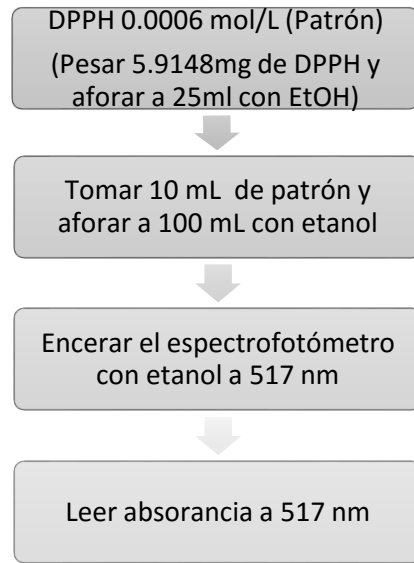 DPPH 0.0006 mol/L (Patrón)
(Pesar 5.9148mg de DPPH y
aforar a 25ml con EtOH)
Tomar 10 mL  de patrón y
aforar a 100 mL con etanol
Encerar el espectrofotómetro
con etanol a 517 nm
Leer absorancia a 517 nm